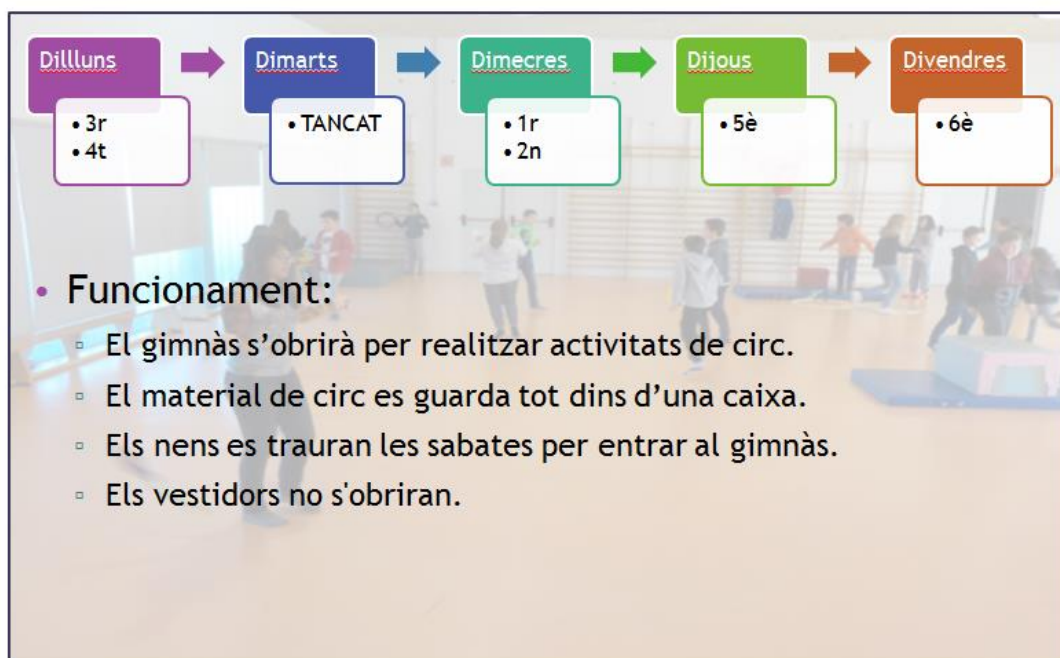 Dillluns
Dimarts
Dimecres
Dijous
Divendres
• 3r
• 4t
• TANCAT
• 1r
• 2n
• 5è
• 6è
• Funcionament:
▫ El gimnàs s’obrirà per realitzar activitats de circ.
▫ El material de circ es guarda tot dins d’una caixa.
▫ Els nens es trauran les sabates per entrar al gimnàs.
▫ Els vestidors no s'obriran.